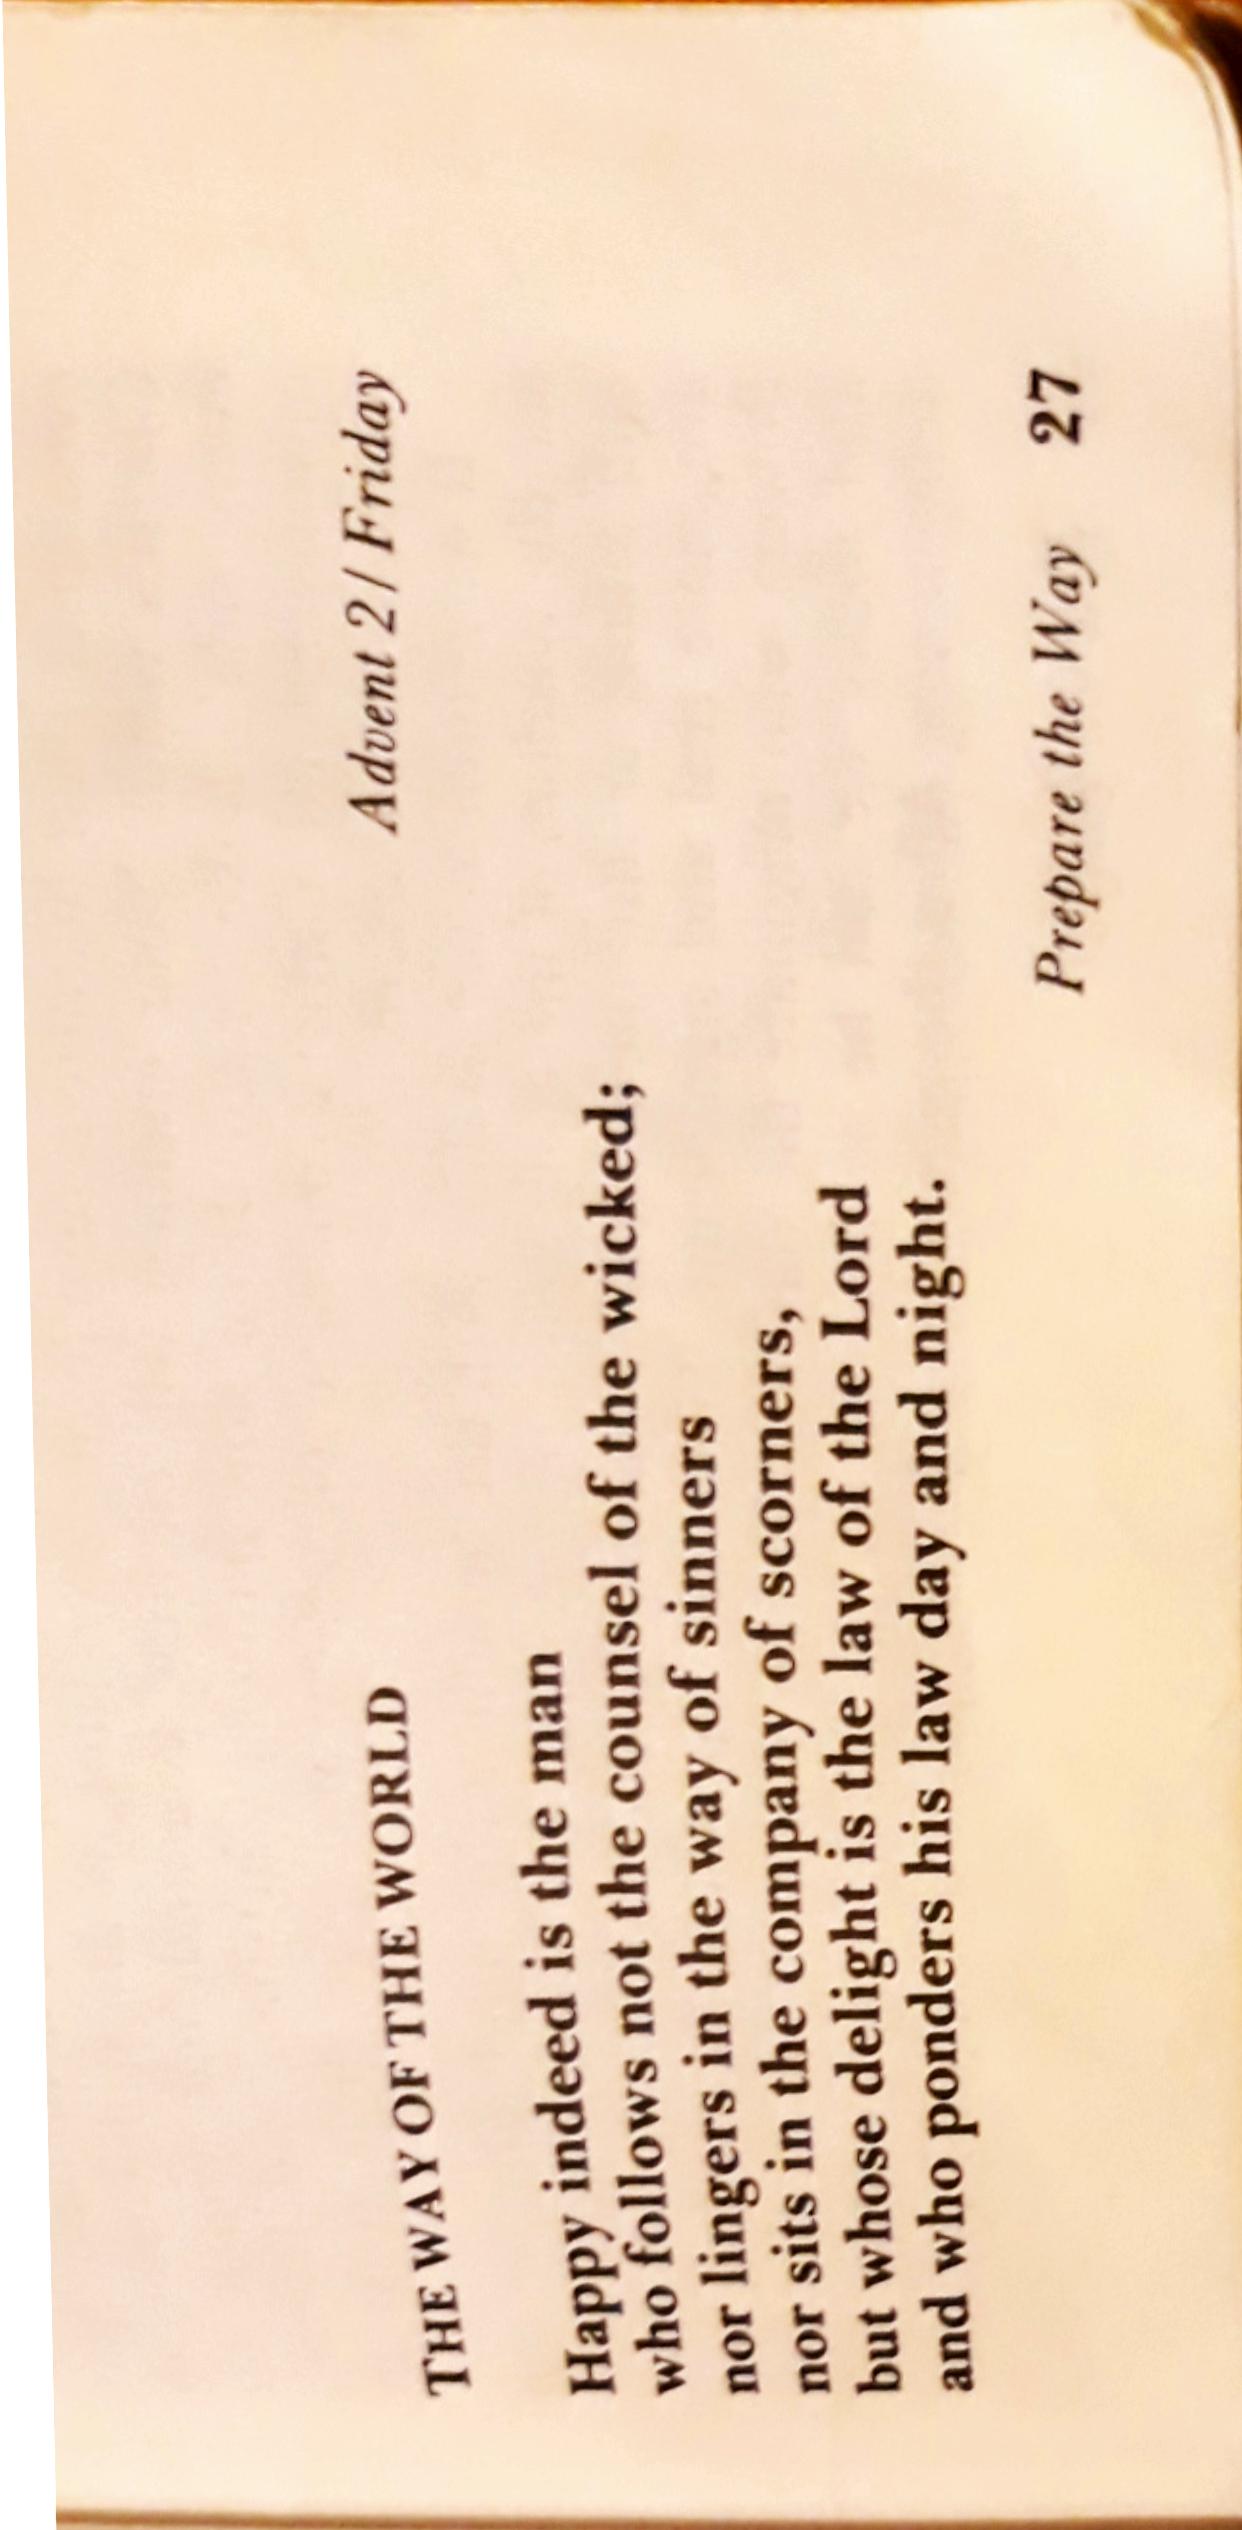 THE WAY OF THE WORLD Advent 2 / Friday
Happy indeed is the man
who follows not the counsel of the wicked;
nor lingers in the way of sinners
nor sits in the company of scorners,
but whose delight is the law of the Lord
and who ponders his law day and night.
Prepare the Way 27